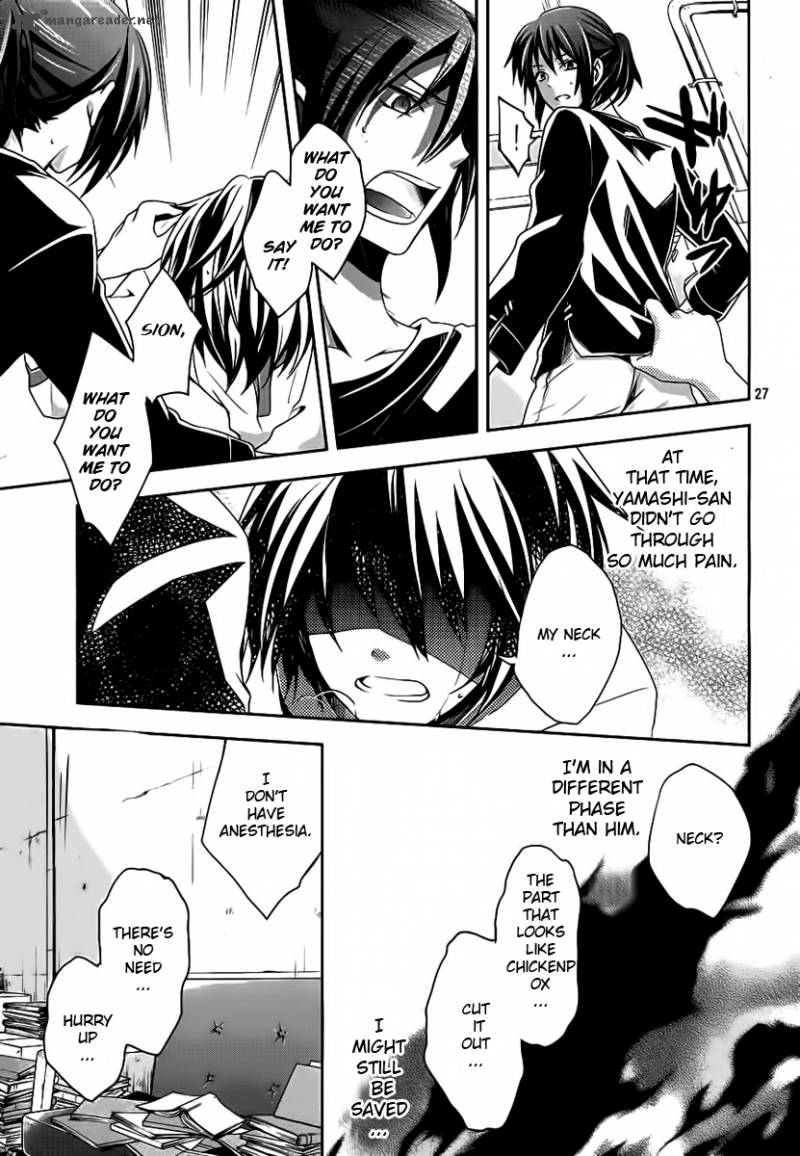 mangareader.net
!
WHAT
DO YOU
WANT
ME TO
DO?
SAY
IT!
SION,
WHAT
DO YOU
WANT
ME TO
DO?
27
AT
THAT TIME,
YAMASHI-SAN
DIDN'T GO
THROUGH
SO MUCH PAIN.
MY NECK
...
I'M IN A
DIFFERENT
PHASE
THAN HIM.
NECK?
THE
PART
THAT
LOOKS
LIKE
CHICKENP
OX
CUT
IT
OUT ...
I
MIGHT
STILL
BE
SAVED
...
I
DON'T
HAVE
ANESTHESIA.
THERE'S
NO
NEED
...
HURRY
UP
...